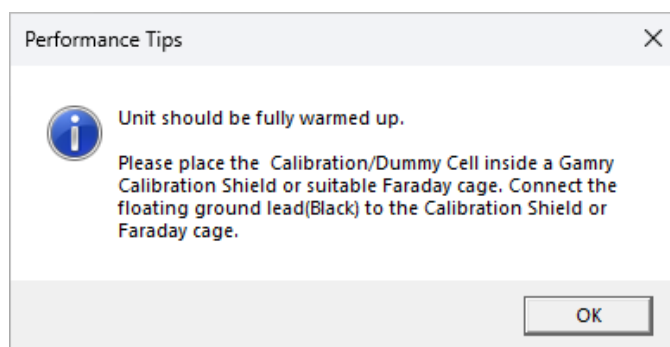 Performance Tips
Unit should be fully warmed up.
Please place the  Calibration/Dummy Cell inside a Gamry
Calibration Shield or suitable Faraday cage. Connect the
floating ground lead(Black) to the Calibration Shield or
Faraday cage.
OK